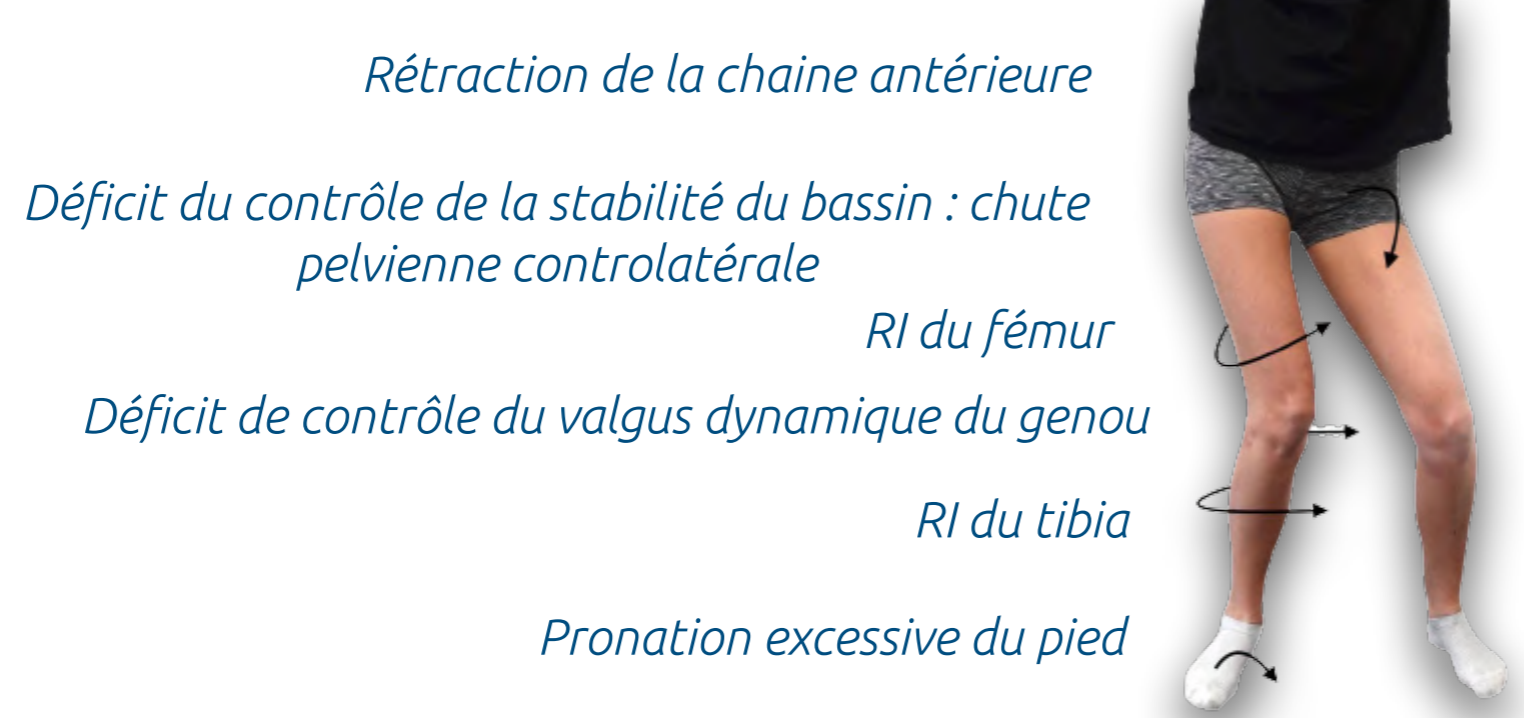 Rétraction de la chaine antérieure
Déficit du contrôle de la stabilité du bassin : chute
pelvienne controlatérale
RI du fémur
Déficit de contrôle du valgus dynamique du genou
RI du tibia
Pronation excessive du pied